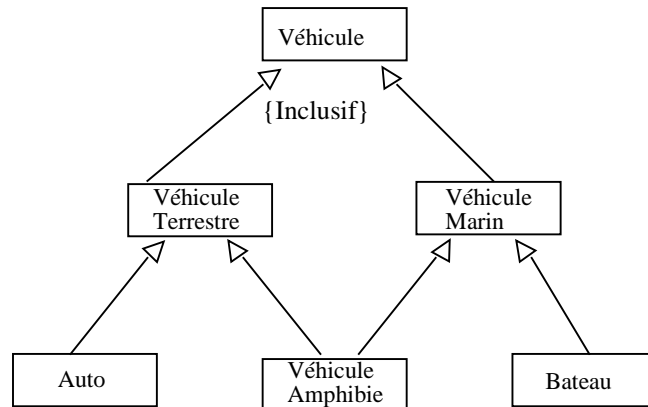 Véhicule
{Inclusif}
Véhicule
Terrestre
Véhicule
Marin
Auto
Véhicule
Amphibie
Bateau